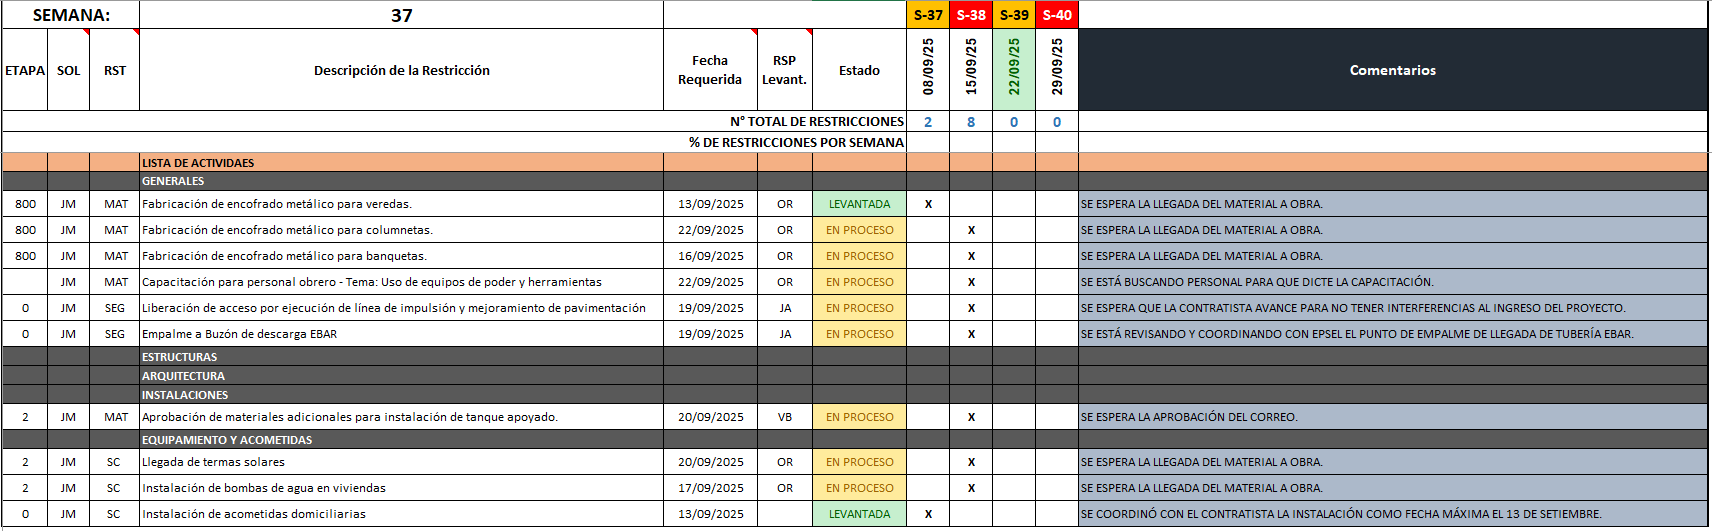 SEMANA: 37 S-37 S-38 S-39 S-40
ETAPA SOL RST Descripción de la Restricción Fecha Requerida RSP Levant. Estado 08/09/25 15/09/25 22/09/25 29/09/25 Comentarios
N° TOTAL DE RESTRICCIONES 2 8 0 0
% DE RESTRICCIONES POR SEMANA
LISTA DE ACTIVIDAES
GENERALES
800 JM MAT Fabricación de encofrado metálico para veredas. 13/09/2025 OR LEVANTADA X SE ESPERA LA LLEGADA DEL MATERIAL A OBRA.
800 JM MAT Fabricación de encofrado metálico para columnetas. 22/09/2025 OR EN PROCESO X SE ESPERA LA LLEGADA DEL MATERIAL A OBRA.
800 JM MAT Fabricación de encofrado metálico para banquetas. 16/09/2025 OR EN PROCESO X SE ESPERA LA LLEGADA DEL MATERIAL A OBRA.
JM MAT Capacitación para personal obrero - Tema: Uso de equipos de poder y herramientas 22/09/2025 OR EN PROCESO X SE ESTÁ BUSCANDO PERSONAL PARA QUE DICTE LA CAPACITACIÓN.
0 JM SEG Liberación de acceso por ejecución de línea de impulsión y mejoramiento de pavimentación 19/09/2025 JA EN PROCESO X SE ESPERA QUE LA CONTRATISTA AVANCE PARA NO TENER INTERFERENCIAS AL INGRESO DEL PROYECTO.
0 JM SEG Empalme a Buzón de descarga EBAR 19/09/2025 JA EN PROCESO X SE ESTÁ REVISANDO Y COORDINANDO CON EPSEL EL PUNTO DE EMPALME DE LLEGADA DE TUBERÍA EBAR.
ESTRUCTURAS
ARQUITECTURA
INSTALACIONES
2 JM MAT Aprobación de materiales adicionales para instalación de tanque apoyado. 20/09/2025 VB EN PROCESO X SE ESPERA LA APROBACIÓN DEL CORREO.
EQUIPAMIENTO Y ACOMETIDAS
2 JM SC Llegada de termas solares 20/09/2025 OR EN PROCESO X SE ESPERA LA LLEGADA DEL MATERIAL A OBRA.
2 JM SC Instalación de bombas de agua en viviendas 17/09/2025 OR EN PROCESO X SE ESPERA LA LLEGADA DEL MATERIAL A OBRA.
0 JM SC Instalación de acometidas domiciliarias 13/09/2025 LEVANTADA X SE COORDINÓ CON EL CONTRATISTA LA INSTALACIÓN COMO FECHA MÁXIMA EL 13 DE SETIEMBRE.